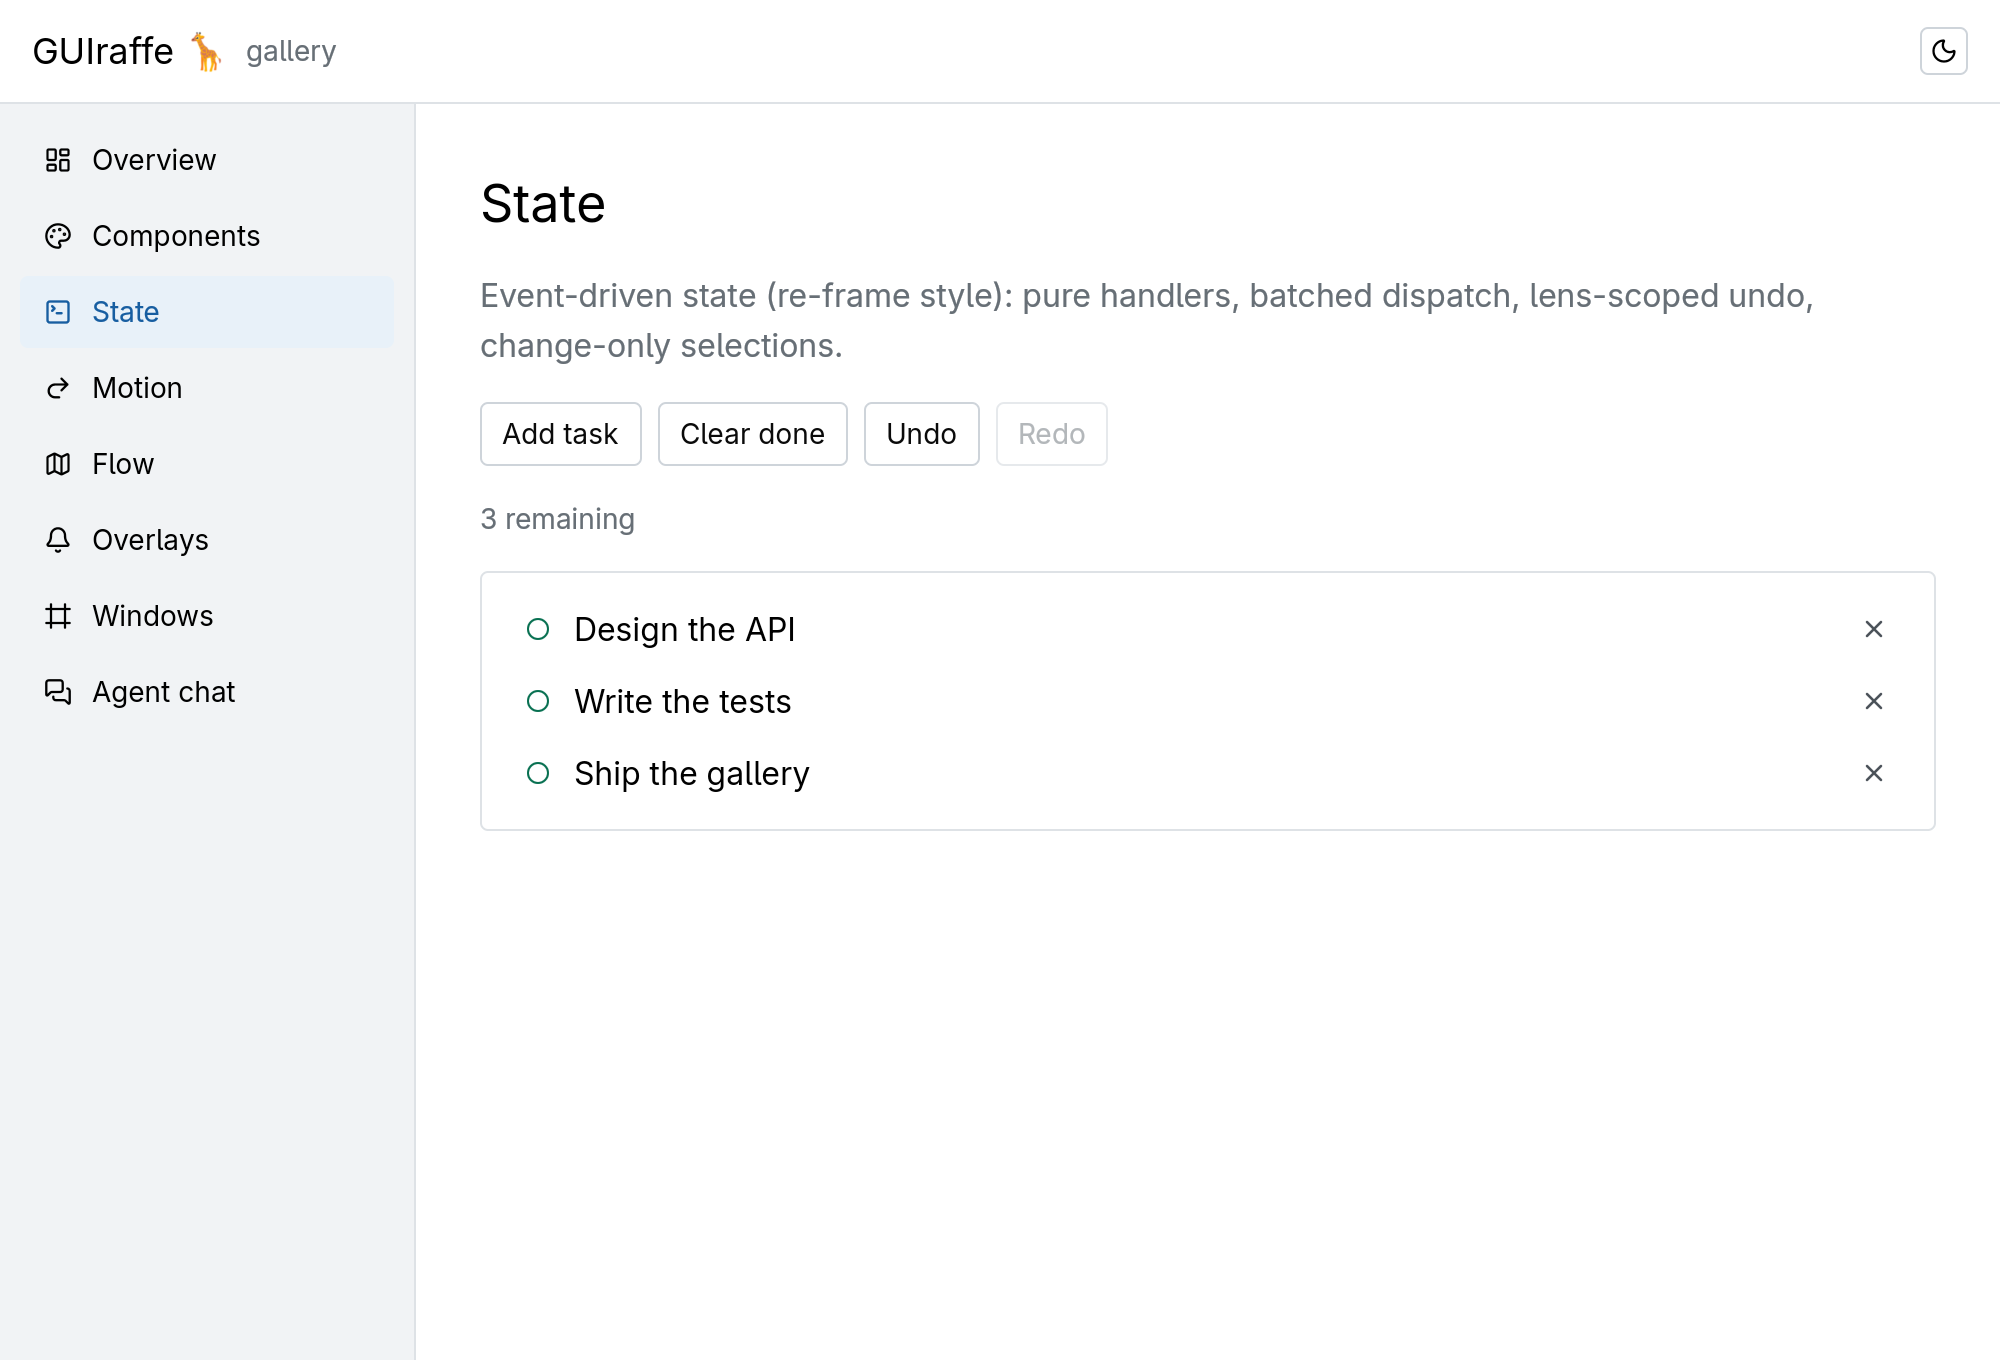 GUIraffe 🦒 gallery
Overview
Components
State
Motion
Flow
Overlays
Windows
Agent chat
State
Event-driven state (re-frame style): pure handlers, batched dispatch, lens-scoped undo,
change-only selections.
Add task Clear done Undo Redo
3 remaining
Design the API
Write the tests
Ship the gallery